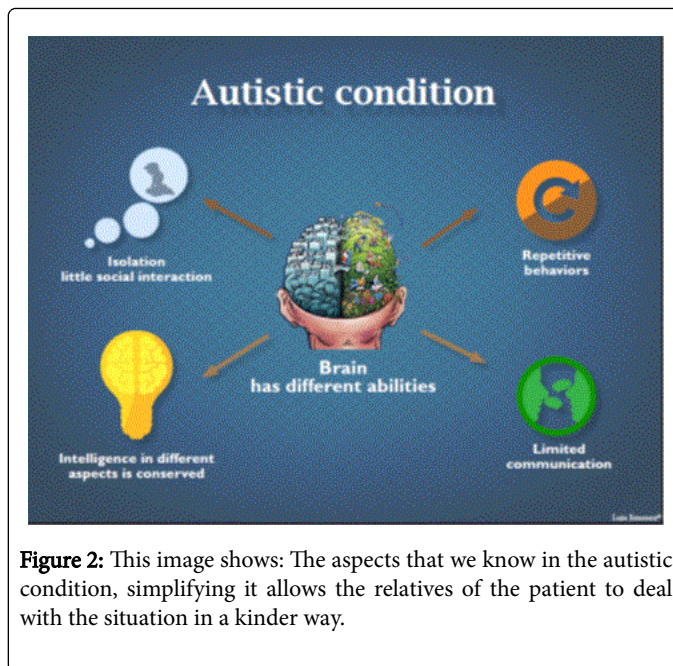 Autistic condition
Isolation
little social interaction
Repetitive
behaviors
Brain
has different abilities
Intelligence in different
aspects is conserved
Limited
communication
Figure 2: This image shows: The aspects that we know in the autistic
condition, simplifying it allows the relatives of the patient to deal
with the situation in a kinder way.